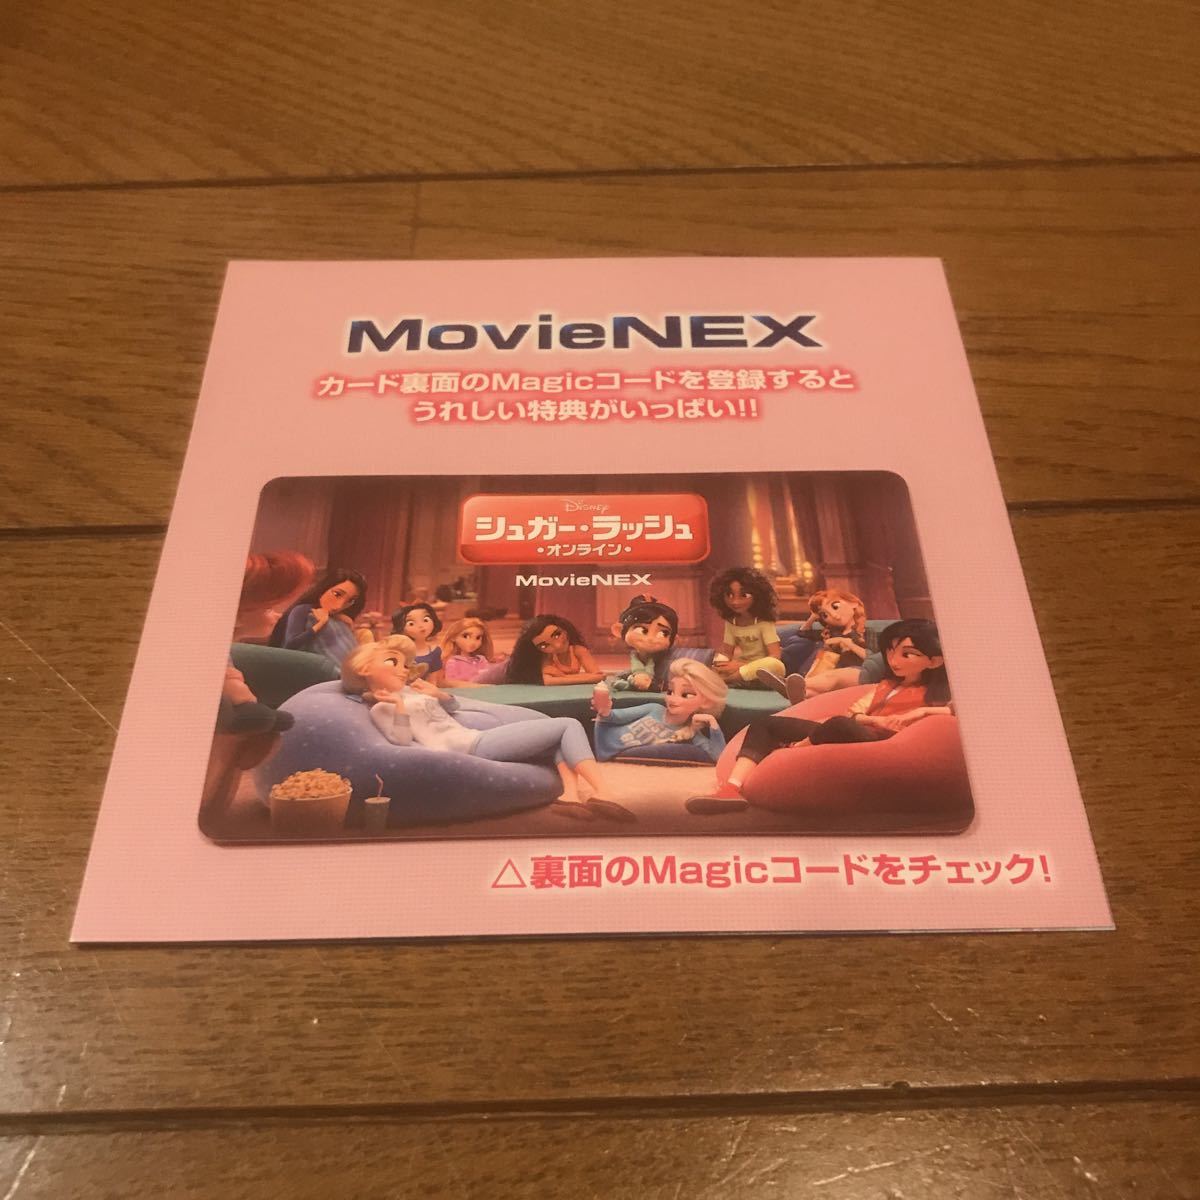 MovieNEX
カード裏面のMagicコードを登録すると
うれしい特典がいっぱい!!
Disney
シュガー・ラッシュ
・オンライン・
MovieNEX
△裏面のMagicコードをチェック!